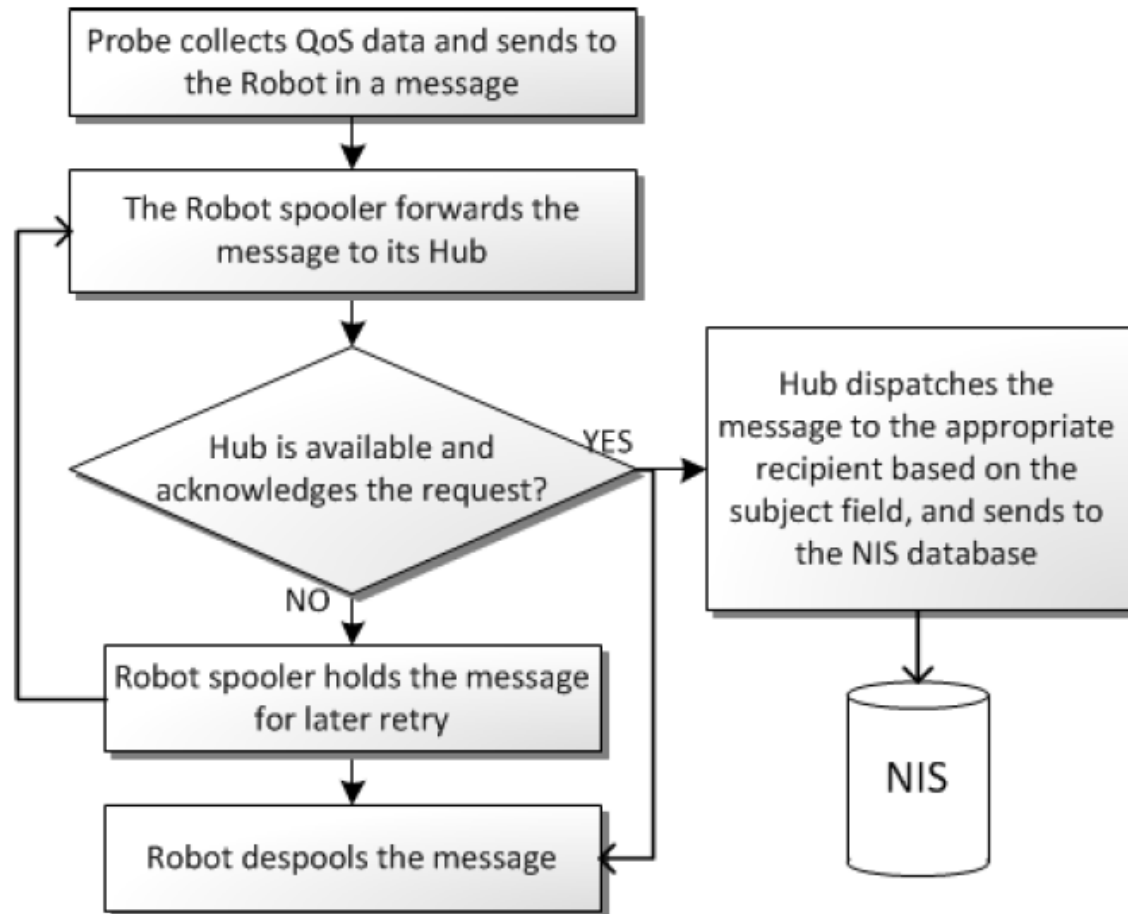 Probe collects QoS data and sends to
the Robot in a message
The Robot spooler forwards the
message to its Hub
Hub is available and
acknowledges the request?
YES
Hub dispatches the
message to the appropriate
recipient based on the
subject field, and sends to
the NIS database
NO
Robot spooler holds the message
for later retry
NIS
Robot despools the message